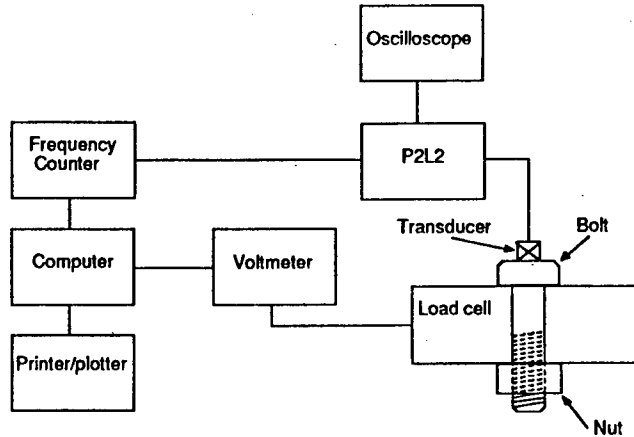 Oscilloscope
Frequency
Counter
P2L2
Transducer
Bolt
Computer
Voltmeter
Load cell
Printer/plotter
Nut